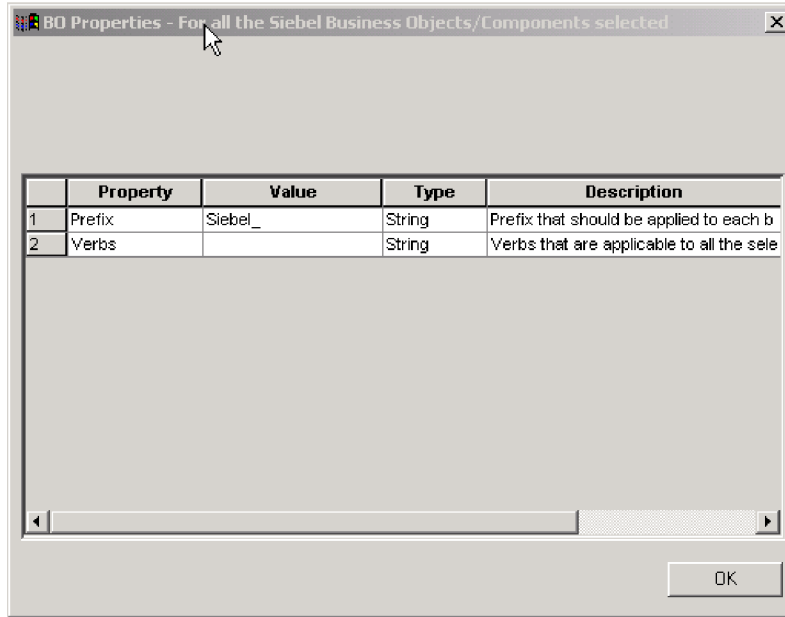 BO Properties - For all the Siebel Business Objects/Components selected
Property Value Type Description
1 Prefix Siebel_ String Prefix that should be applied to each b
2 Verbs String Verbs that are applicable to all the sele
OK